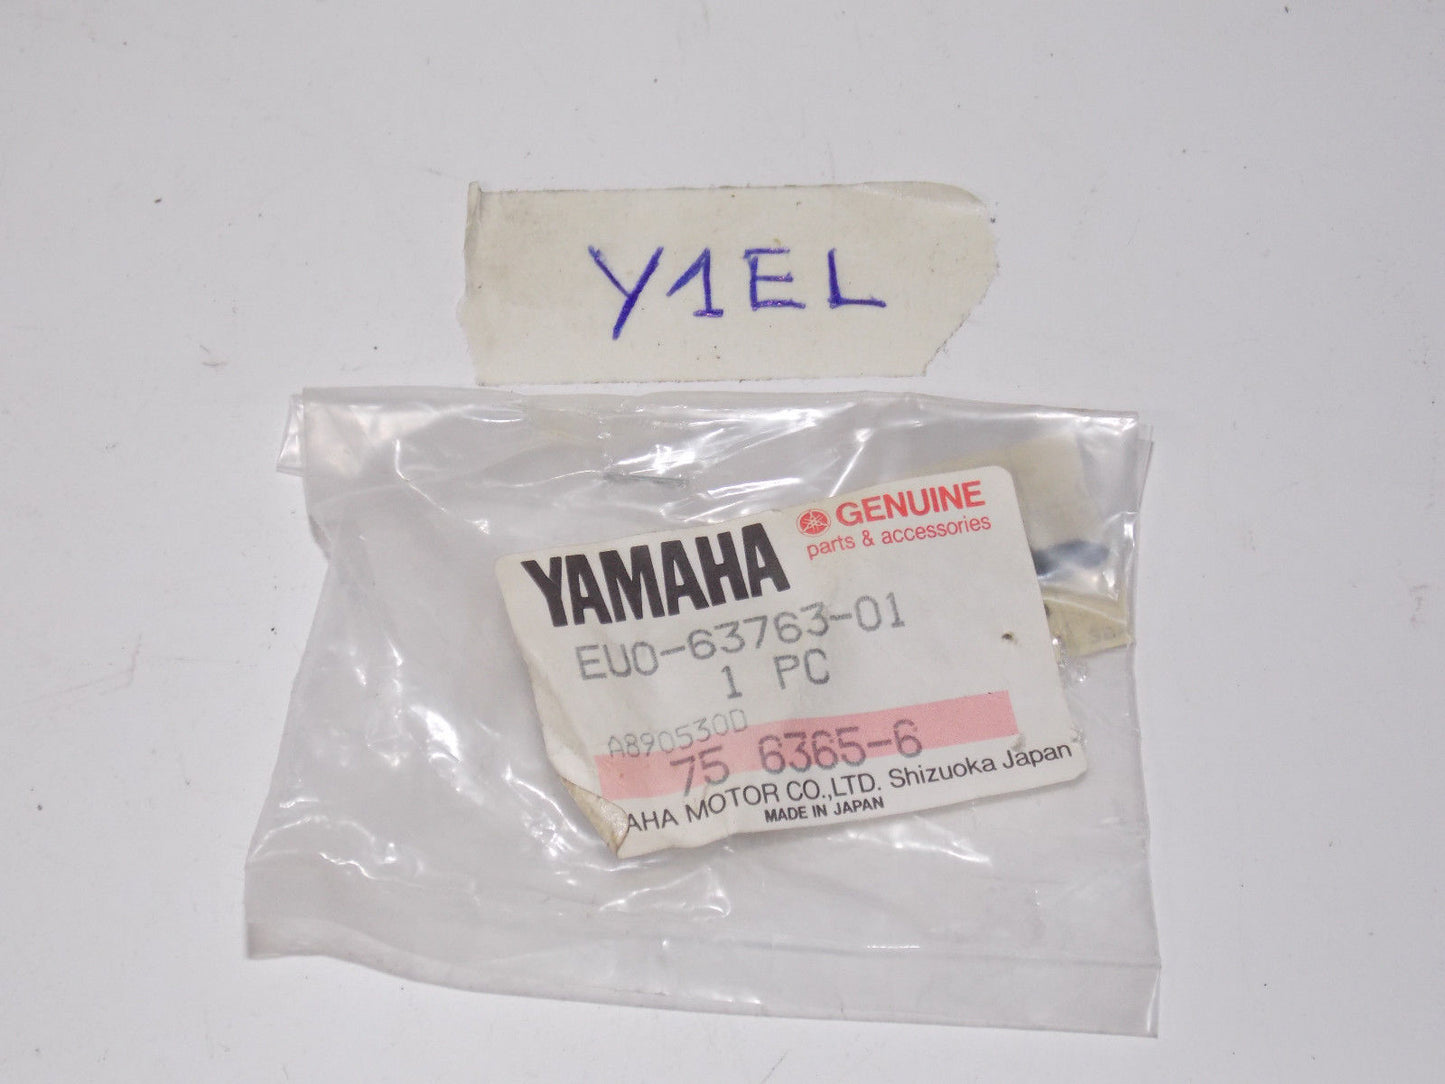 Y1EL
GENUINE
parts & accessories
YAMAHA
EU0-63763-01
1 PC
A890530D
75 6365-6
AHA MOTOR CO.,LTD. Shizuoka Japan
MADE IN JAPAN